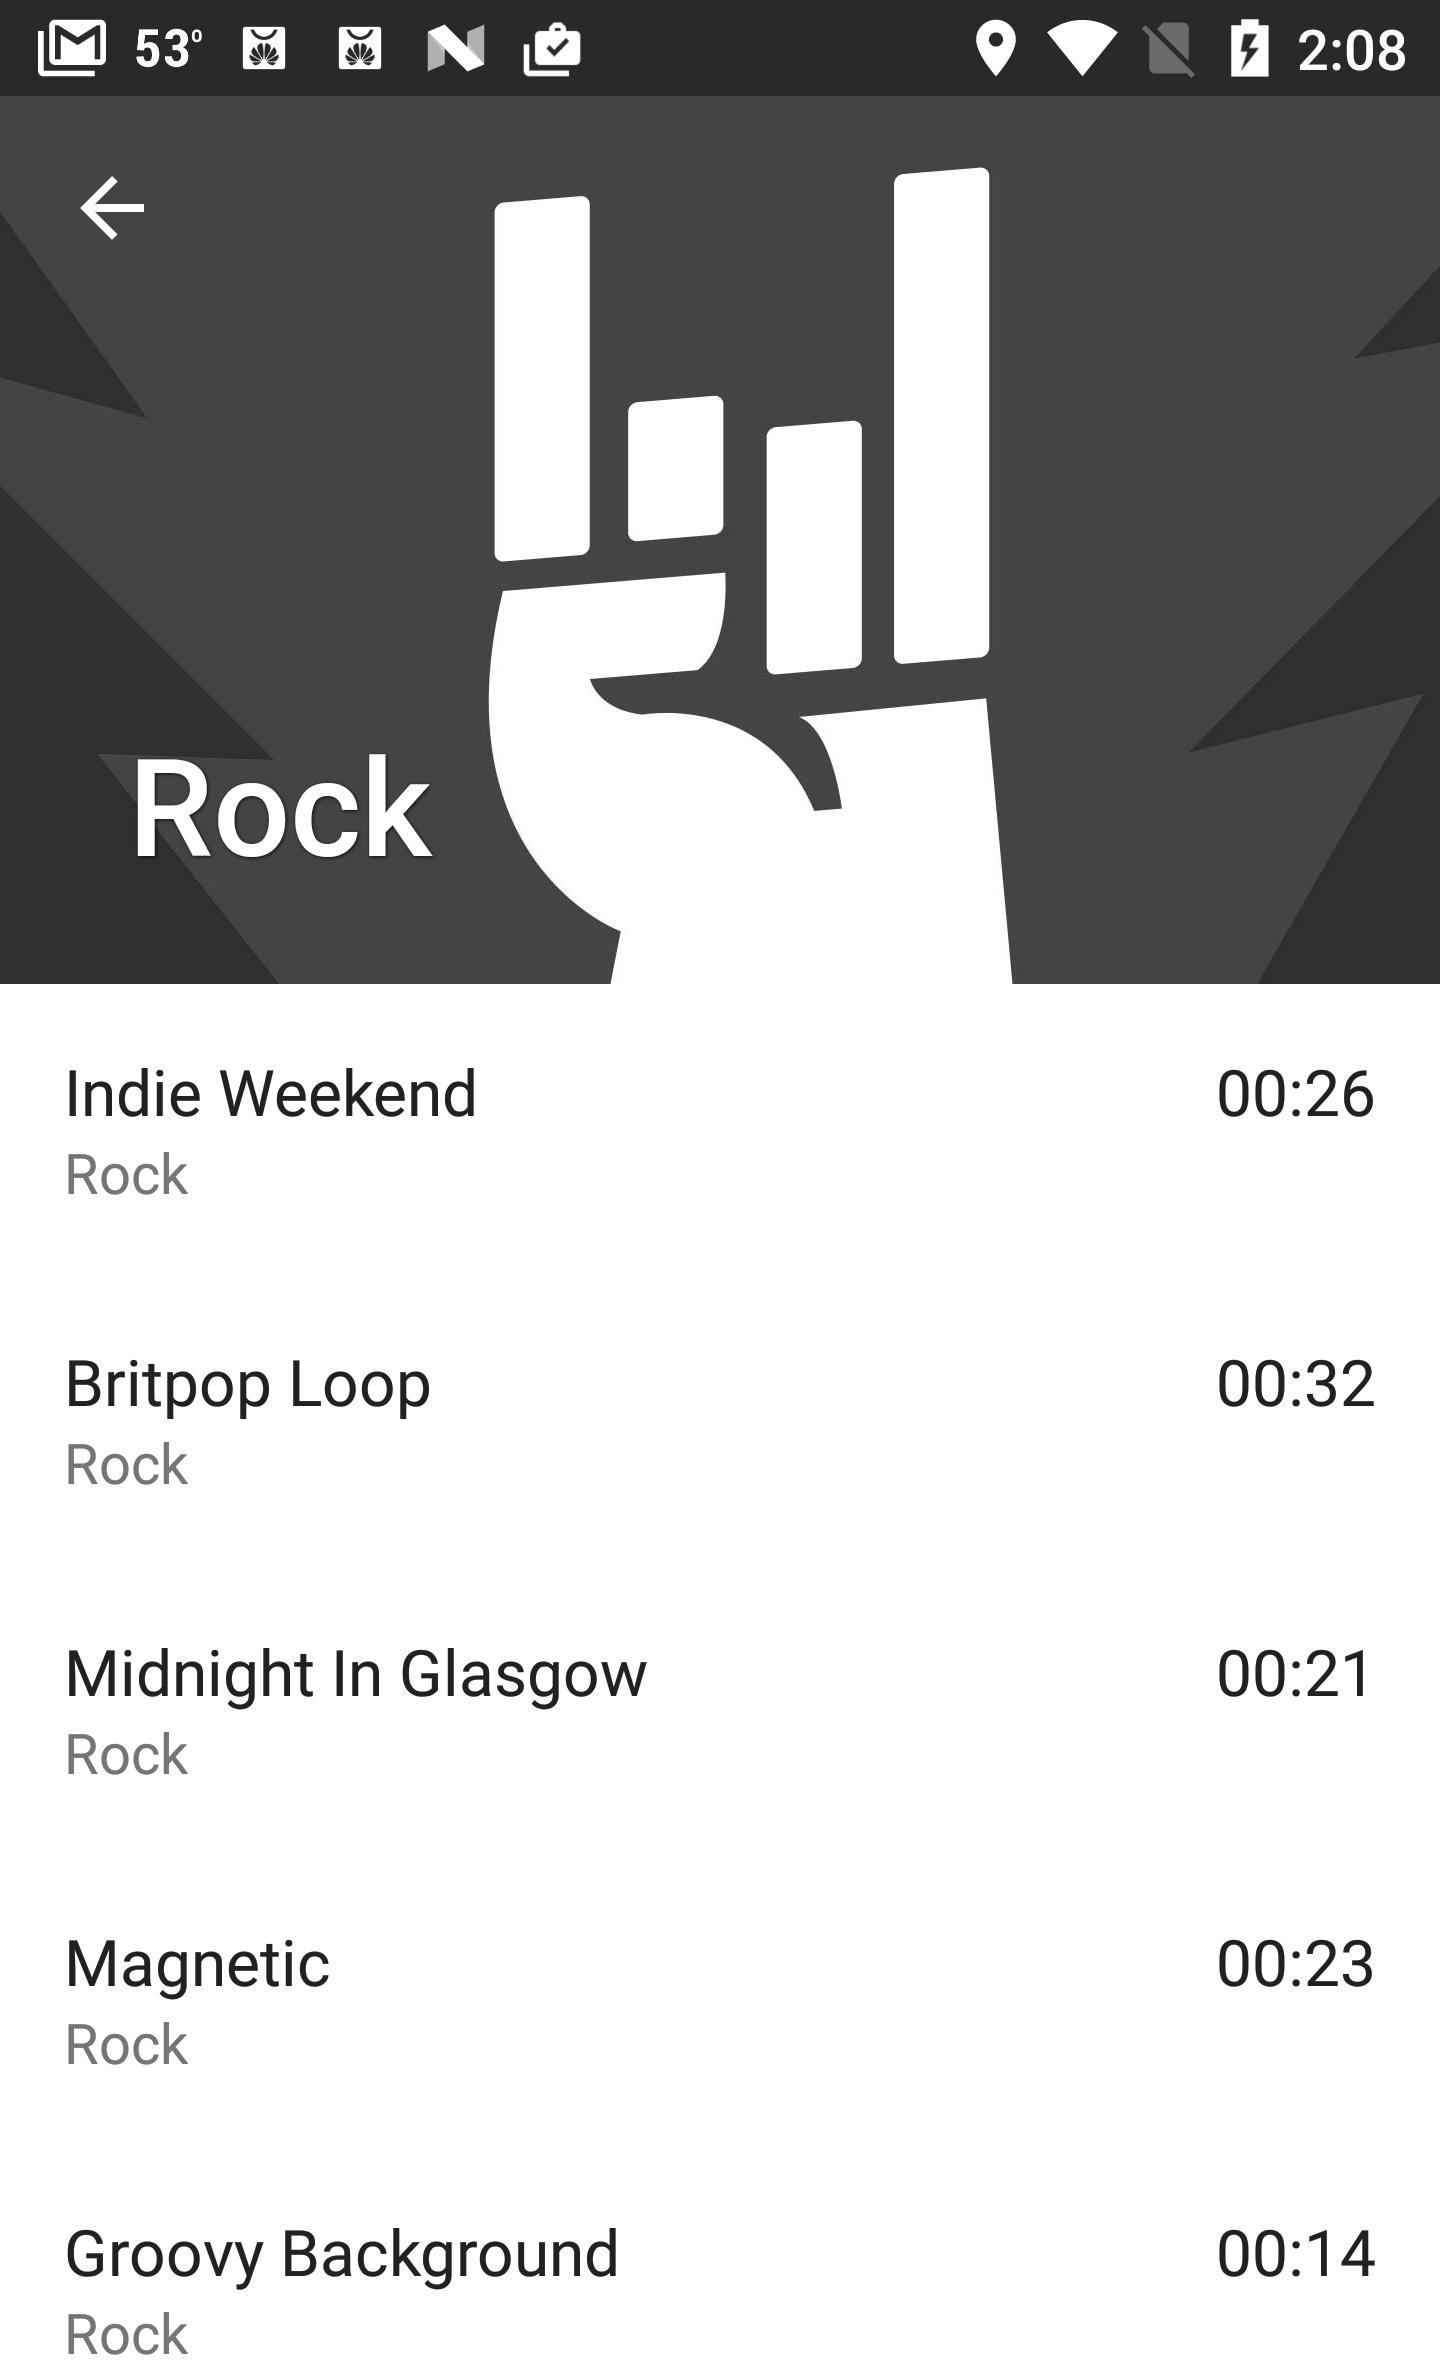 53° 2:08
Rock
Indie Weekend 00:26
Rock
Britpop Loop 00:32
Rock
Midnight In Glasgow 00:21
Rock
Magnetic 00:23
Rock
Groovy Background 00:14
Rock